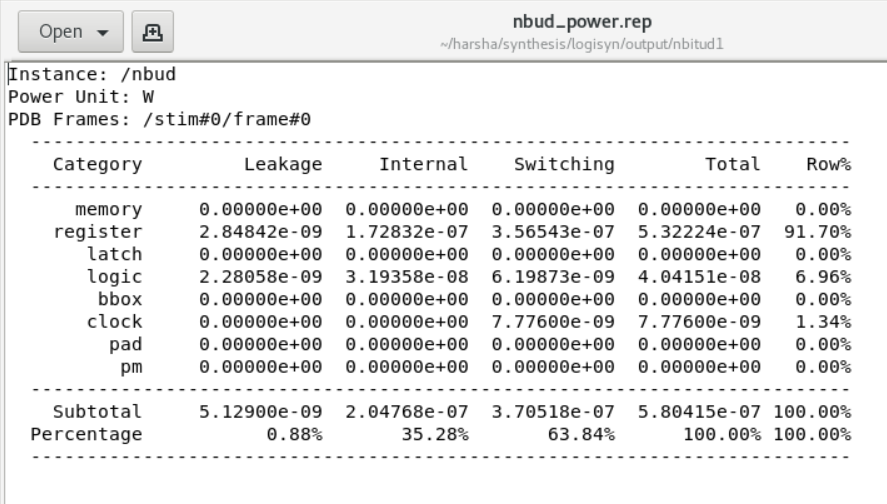 Open
nbud_power.rep
~/harsha/synthesis/logisyn/output/nbitud1
Instance: /nbud
Power Unit: W
PDB Frames: /stim#0/frame#0
-------------------------------------------------------------------------
Category Leakage Internal Switching Total Row%
-------------------------------------------------------------------------
memory 0.00000e+00 0.00000e+00 0.00000e+00 0.00000e+00 0.00%
register 2.84842e-09 1.72832e-07 3.56543e-07 5.32224e-07 91.70%
latch 0.00000e+00 0.00000e+00 0.00000e+00 0.00000e+00 0.00%
logic 2.28058e-09 3.19358e-08 6.19873e-09 4.04151e-08 6.96%
bbox 0.00000e+00 0.00000e+00 0.00000e+00 0.00000e+00 0.00%
clock 0.00000e+00 0.00000e+00 7.77600e-09 7.77600e-09 1.34%
pad 0.00000e+00 0.00000e+00 0.00000e+00 0.00000e+00 0.00%
pm 0.00000e+00 0.00000e+00 0.00000e+00 0.00000e+00 0.00%
-------------------------------------------------------------------------
Subtotal 5.12900e-09 2.04768e-07 3.70518e-07 5.80415e-07 100.00%
Percentage 0.88% 35.28% 63.84% 100.00% 100.00%
-------------------------------------------------------------------------